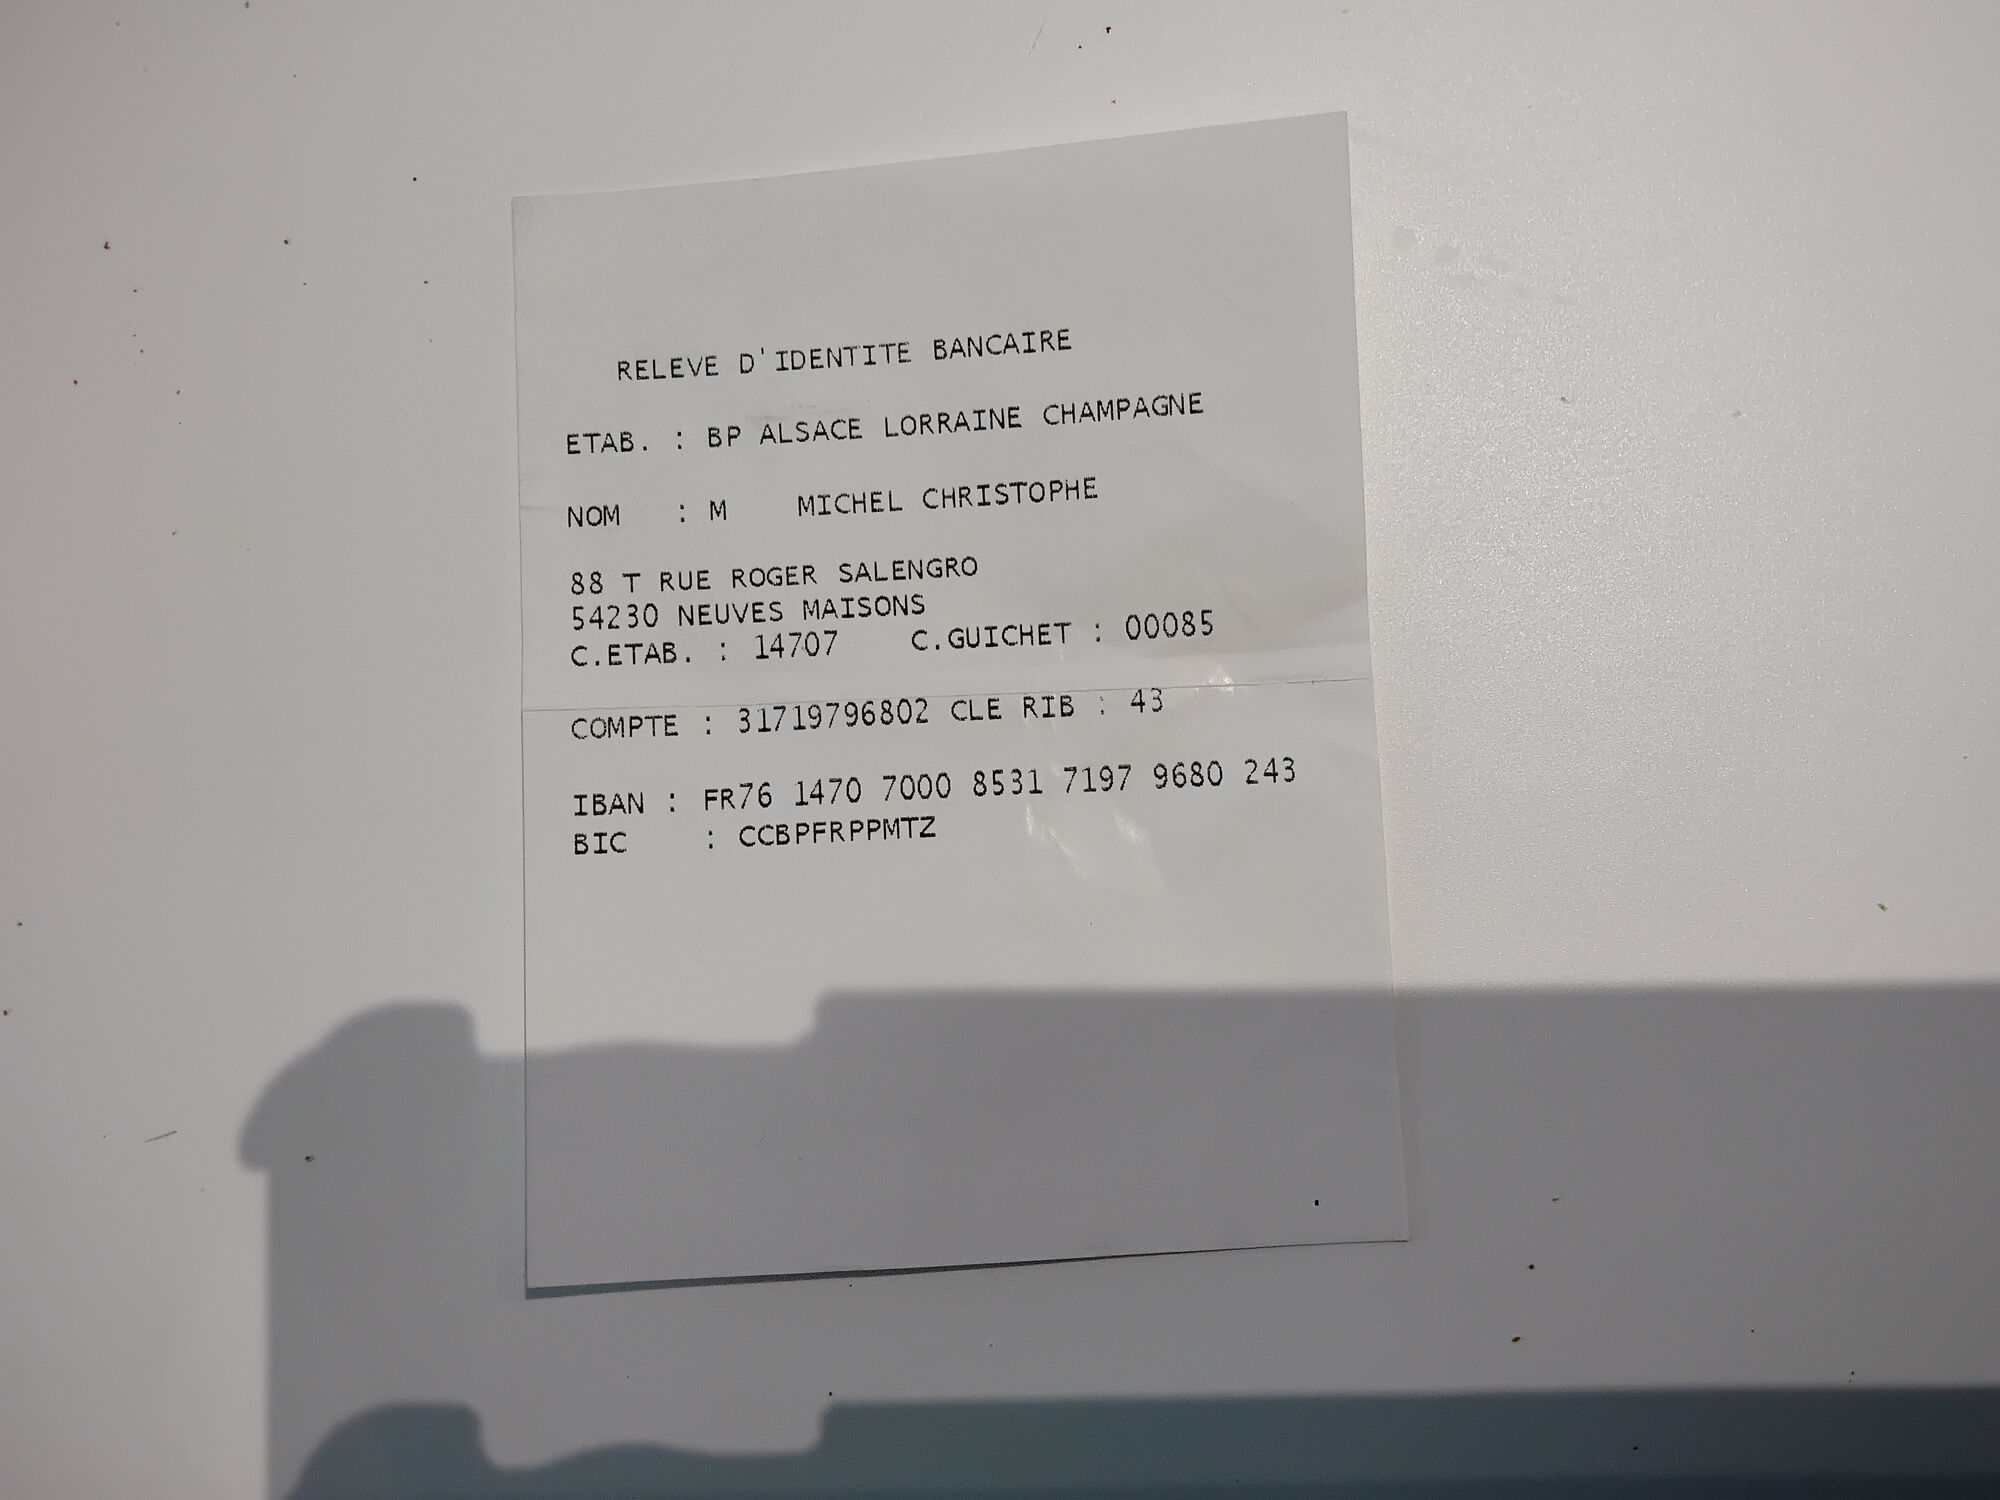 RELEVE D'IDENTITE BANCAIRE
ETAB. : BP ALSACE LORRAINE CHAMPAGNE
NOM : M MICHEL CHRISTOPHE
88 T RUE ROGER SALENGRO
54230 NEUVES MAISONS
C.ETAB. : 14707 C.GUICHET : 00085
COMPTE : 31719796802 CLE RIB : 43
IBAN : FR76 1470 7000 8531 7197 9680 243
BIC : CCBPFRPPMTZ